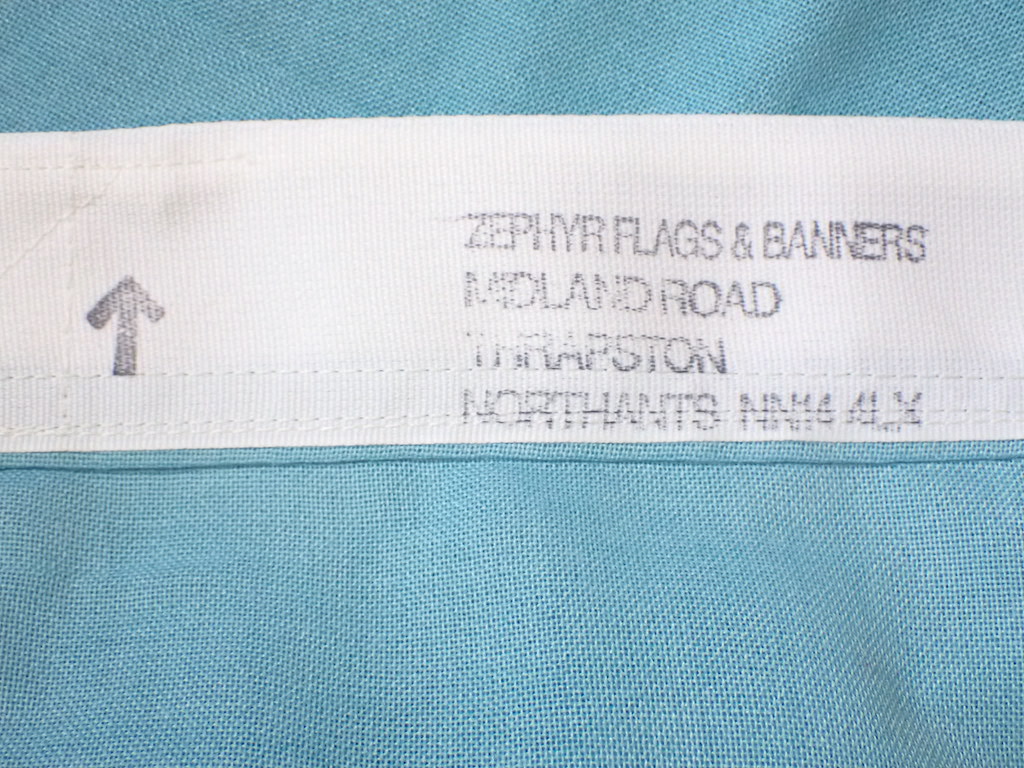 ZEPHYR FLAGS & BANNERS
MIDLAND ROAD
THRAPSTON
NORTHANTS NN14 4LX